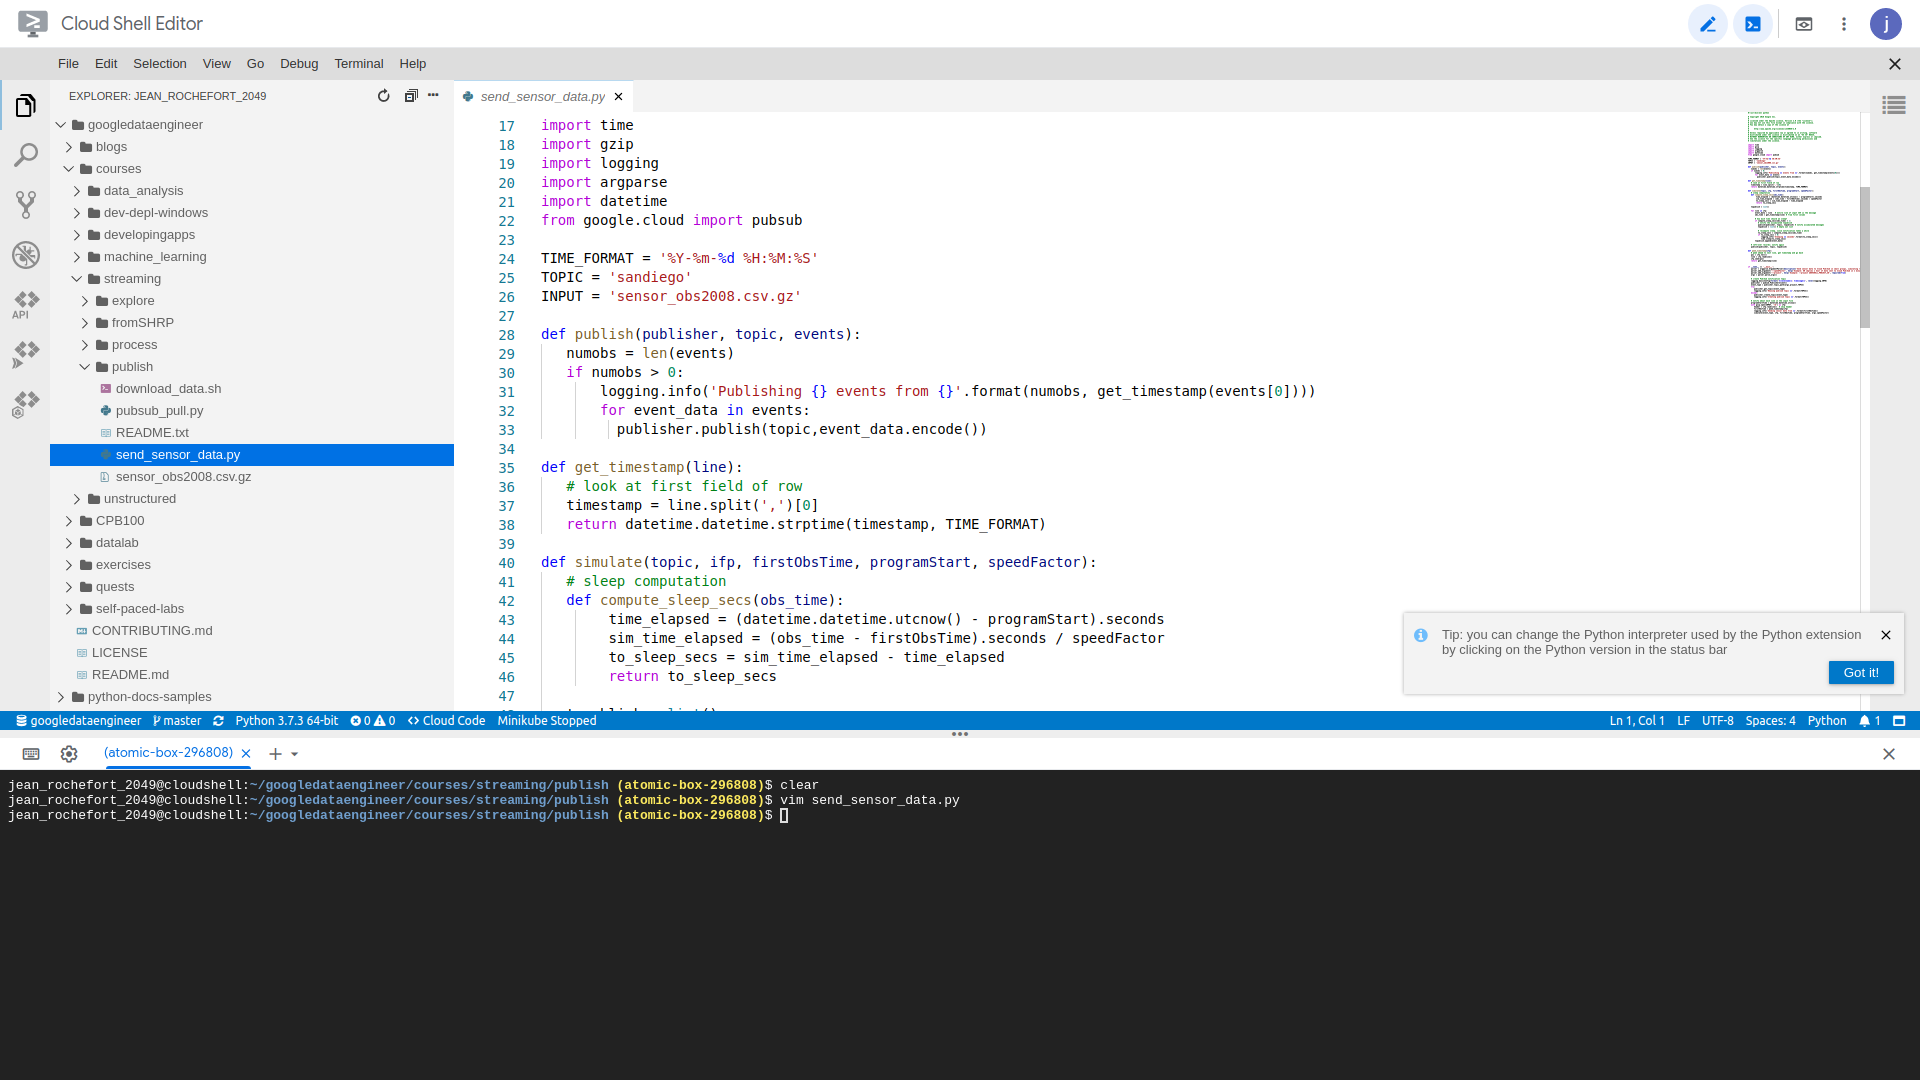 Cloud Shell Editor
j
File Edit Selection View Go Debug Terminal Help
EXPLORER: JEAN_ROCHEFORT_2049
send_sensor_data.py
googledataengineer
blogs
courses
data_analysis
dev-depl-windows
developingapps
machine_learning
streaming
explore
fromSHRP
process
publish
download_data.sh
pubsub_pull.py
README.txt
send_sensor_data.py
sensor_obs2008.csv.gz
unstructured
CPB100
datalab
exercises
quests
self-paced-labs
CONTRIBUTING.md
LICENSE
README.md
python-docs-samples
API
17 import time
18 import gzip
19 import logging
20 import argparse
21 import datetime
22 from google.cloud import pubsub
23
24 TIME_FORMAT = '%Y-%m-%d %H:%M:%S'
25 TOPIC = 'sandiego'
26 INPUT = 'sensor_obs2008.csv.gz'
27
28 def publish(publisher, topic, events):
29 numobs = len(events)
30 if numobs > 0:
31 logging.info('Publishing {} events from {}'.format(numobs, get_timestamp(events[0])))
32 for event_data in events:
33 publisher.publish(topic,event_data.encode())
34
35 def get_timestamp(line):
36 # look at first field of row
37 timestamp = line.split(',')[0]
38 return datetime.datetime.strptime(timestamp, TIME_FORMAT)
39
40 def simulate(topic, ifp, firstObsTime, programStart, speedFactor):
41 # sleep computation
42 def compute_sleep_secs(obs_time):
43 time_elapsed = (datetime.datetime.utcnow() - programStart).seconds
44 sim_time_elapsed = (obs_time - firstObsTime).seconds / speedFactor
45 to_sleep_secs = sim_time_elapsed - time_elapsed
46 return to_sleep_secs
47
Tip: you can change the Python interpreter used by the Python extension
by clicking on the Python version in the status bar
Got it!
googledataengineer master Python 3.7.3 64-bit 0 0 Cloud Code Minikube Stopped Ln 1, Col 1 LF UTF-8 Spaces: 4 Python 1
(atomic-box-296808)
jean_rochefort_2049@cloudshell:~/googledataengineer/courses/streaming/publish (atomic-box-296808)$ clear
jean_rochefort_2049@cloudshell:~/googledataengineer/courses/streaming/publish (atomic-box-296808)$ vim send_sensor_data.py
jean_rochefort_2049@cloudshell:~/googledataengineer/courses/streaming/publish (atomic-box-296808)$